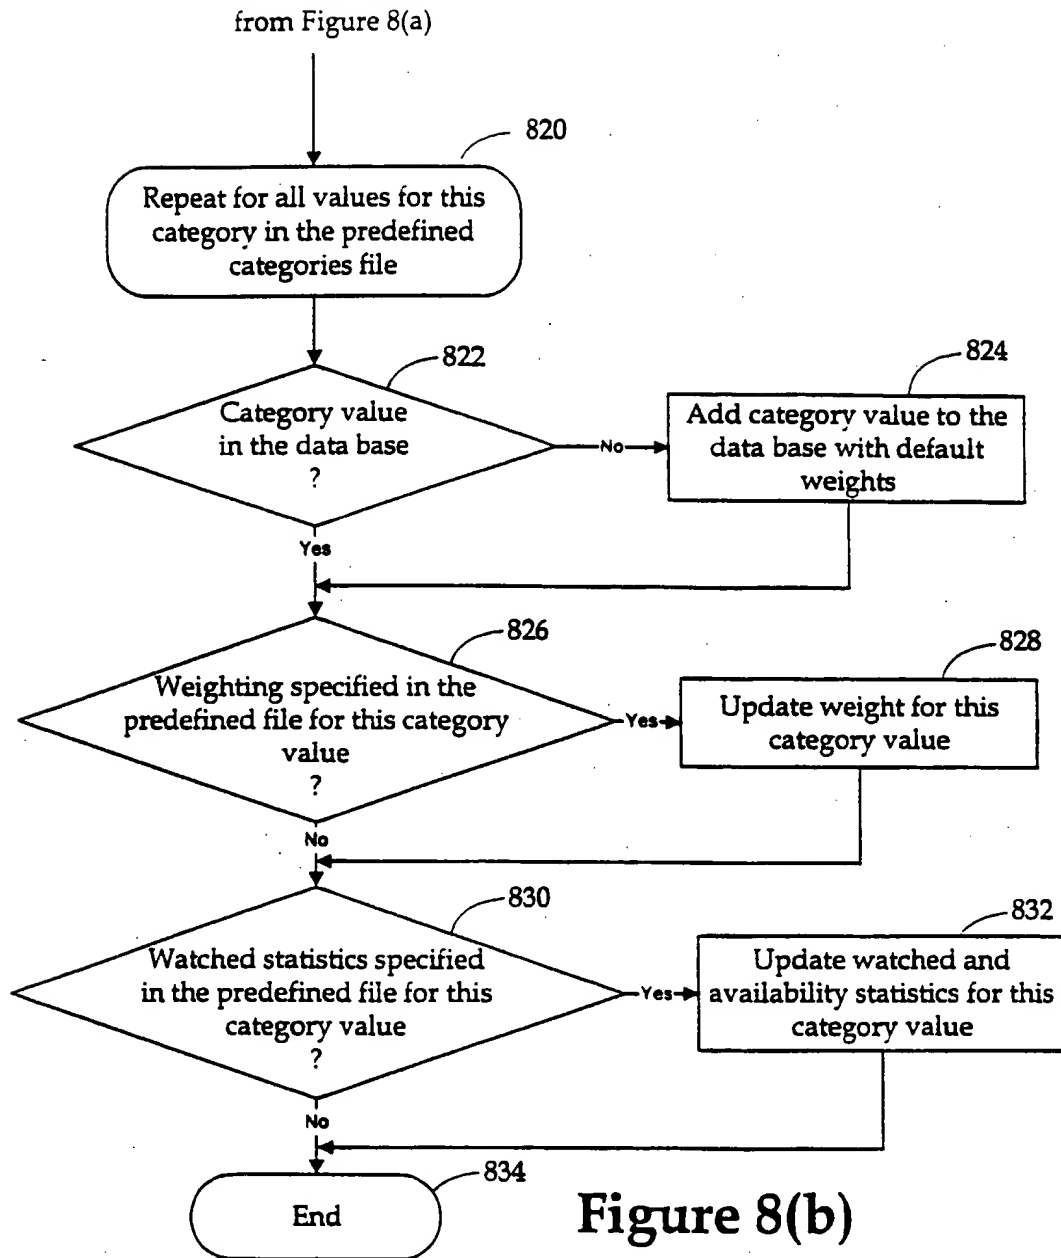 from Figure 8(a)
820
Repeat for all values for this
category in the predefined
categories file
822
Category value
in the data base
?
No
824
Add category value to the
data base with default
weights
Yes
826
Weighting specified in the
predefined file for this category
value
?
Yes
828
Update weight for this
category value
No
830
Watched statistics specified
in the predefined file for this
category value
?
Yes
832
Update watched and
availability statistics for this
category value
No
834
End
Figure 8(b)